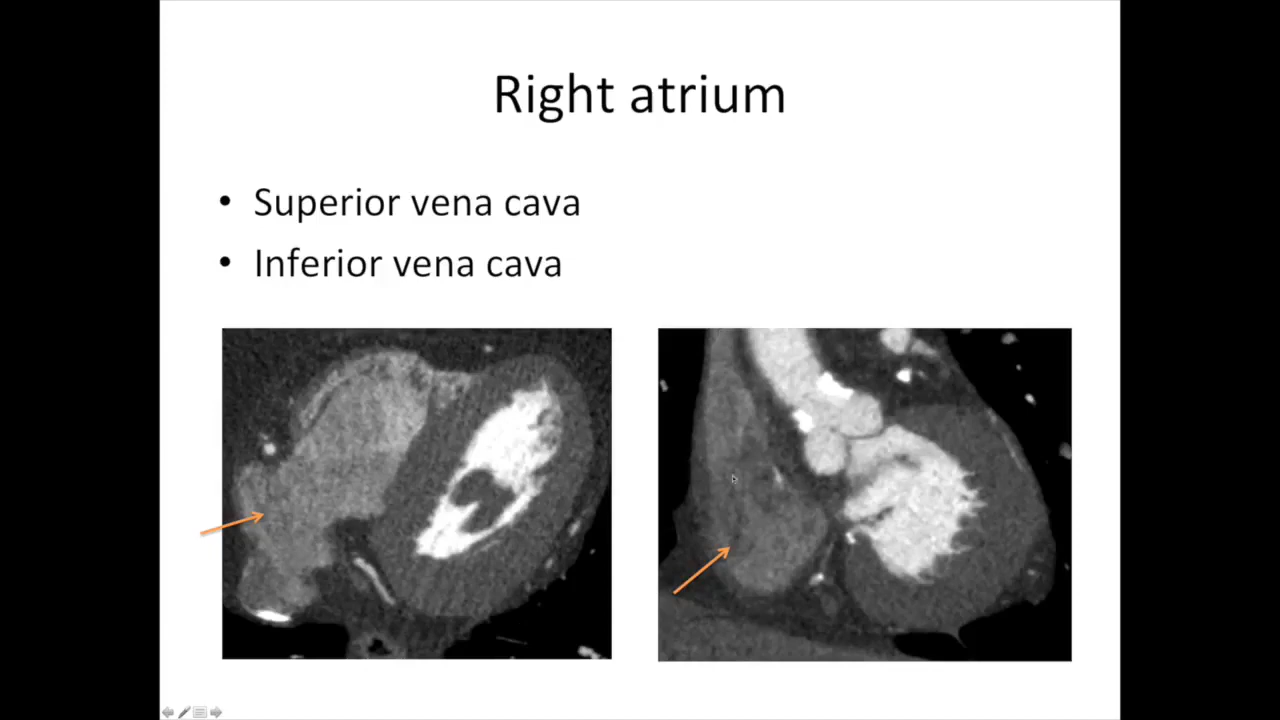 Right atrium
• Superior vena cava
• Inferior vena cava